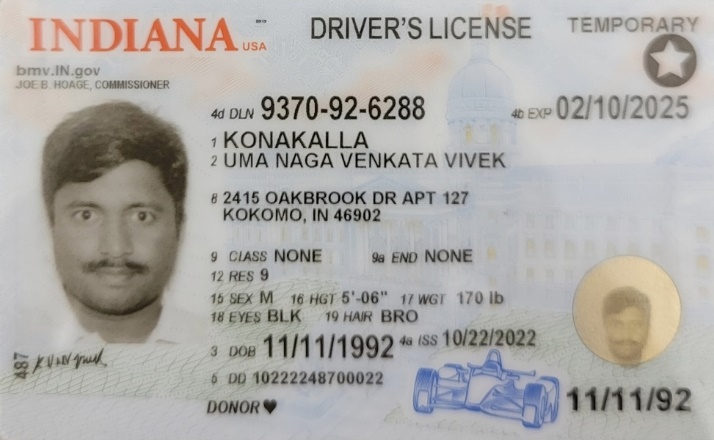 INDIANA USA
DRIVER'S LICENSE
TEMPORARY
bmv.IN.gov
JOE B. HOAGE, COMMISSIONER
4d DLN 9370-92-6288
4b EXP 02/10/2025
1 KONAKALLA
2 UMA NAGA VENKATA VIVEK
8 2415 OAKBROOK DR APT 127
KOKOMO, IN 46902
9 CLASS NONE 9a END NONE
12 RES 9
15 SEX M 16 HGT 5'-06" 17 WGT 170 lb
18 EYES BLK 19 HAIR BRO
3 DOB 11/11/1992 4a ISS 10/22/2022
5 DD 10222248700022
487
DONOR ♥
11/11/92